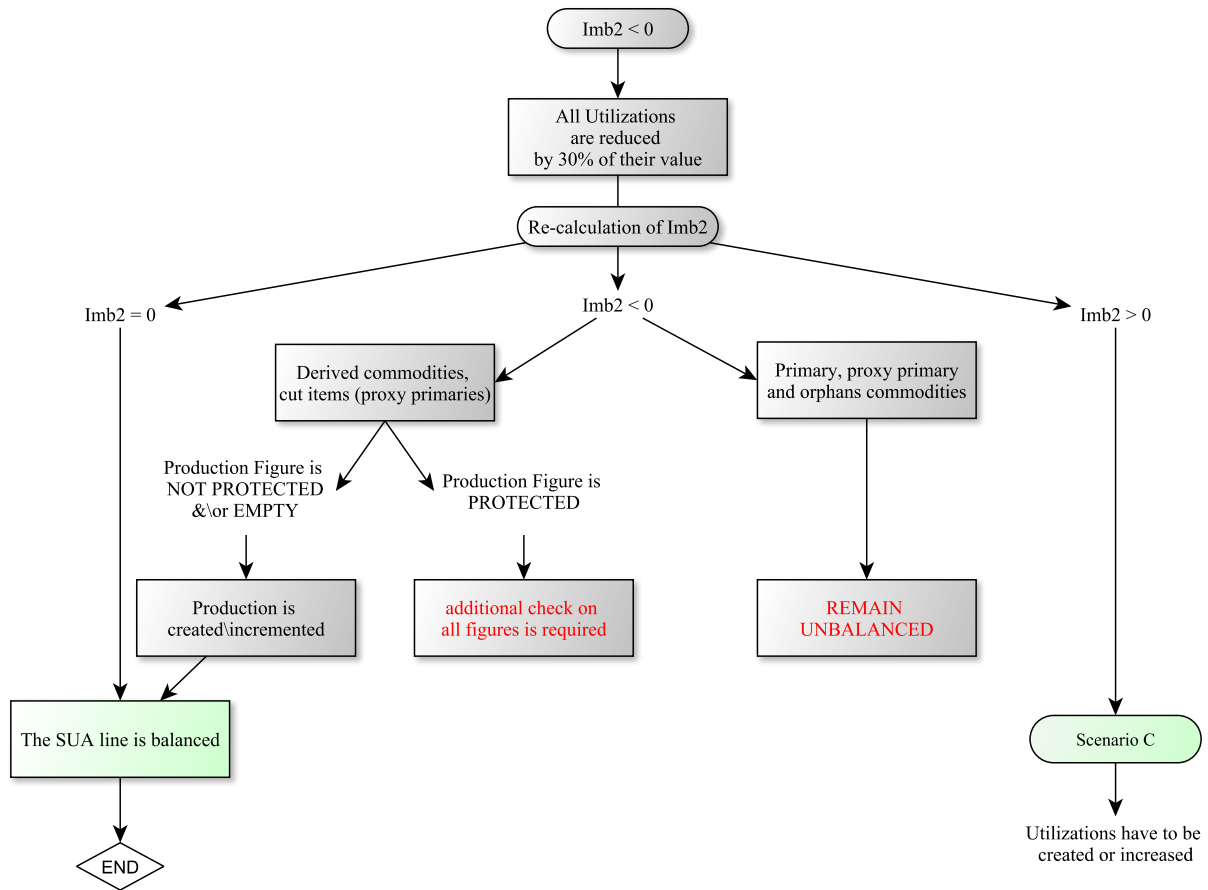 Imb2 < 0
All Utilizations
are reduced
by 30% of their value
Re-calculation of Imb2
Imb2 = 0
Imb2 < 0
Imb2 > 0
Derived commodities,
cut items (proxy primaries)
Primary, proxy primary
and orphans commodities
Production Figure is
NOT PROTECTED
&\or EMPTY
Production Figure is
PROTECTED
Production is
created\incremented
additional check on
all figures is required
REMAIN
UNBALANCED
The SUA line is balanced
Scenario C
Utilizations have to be
created or increased
END